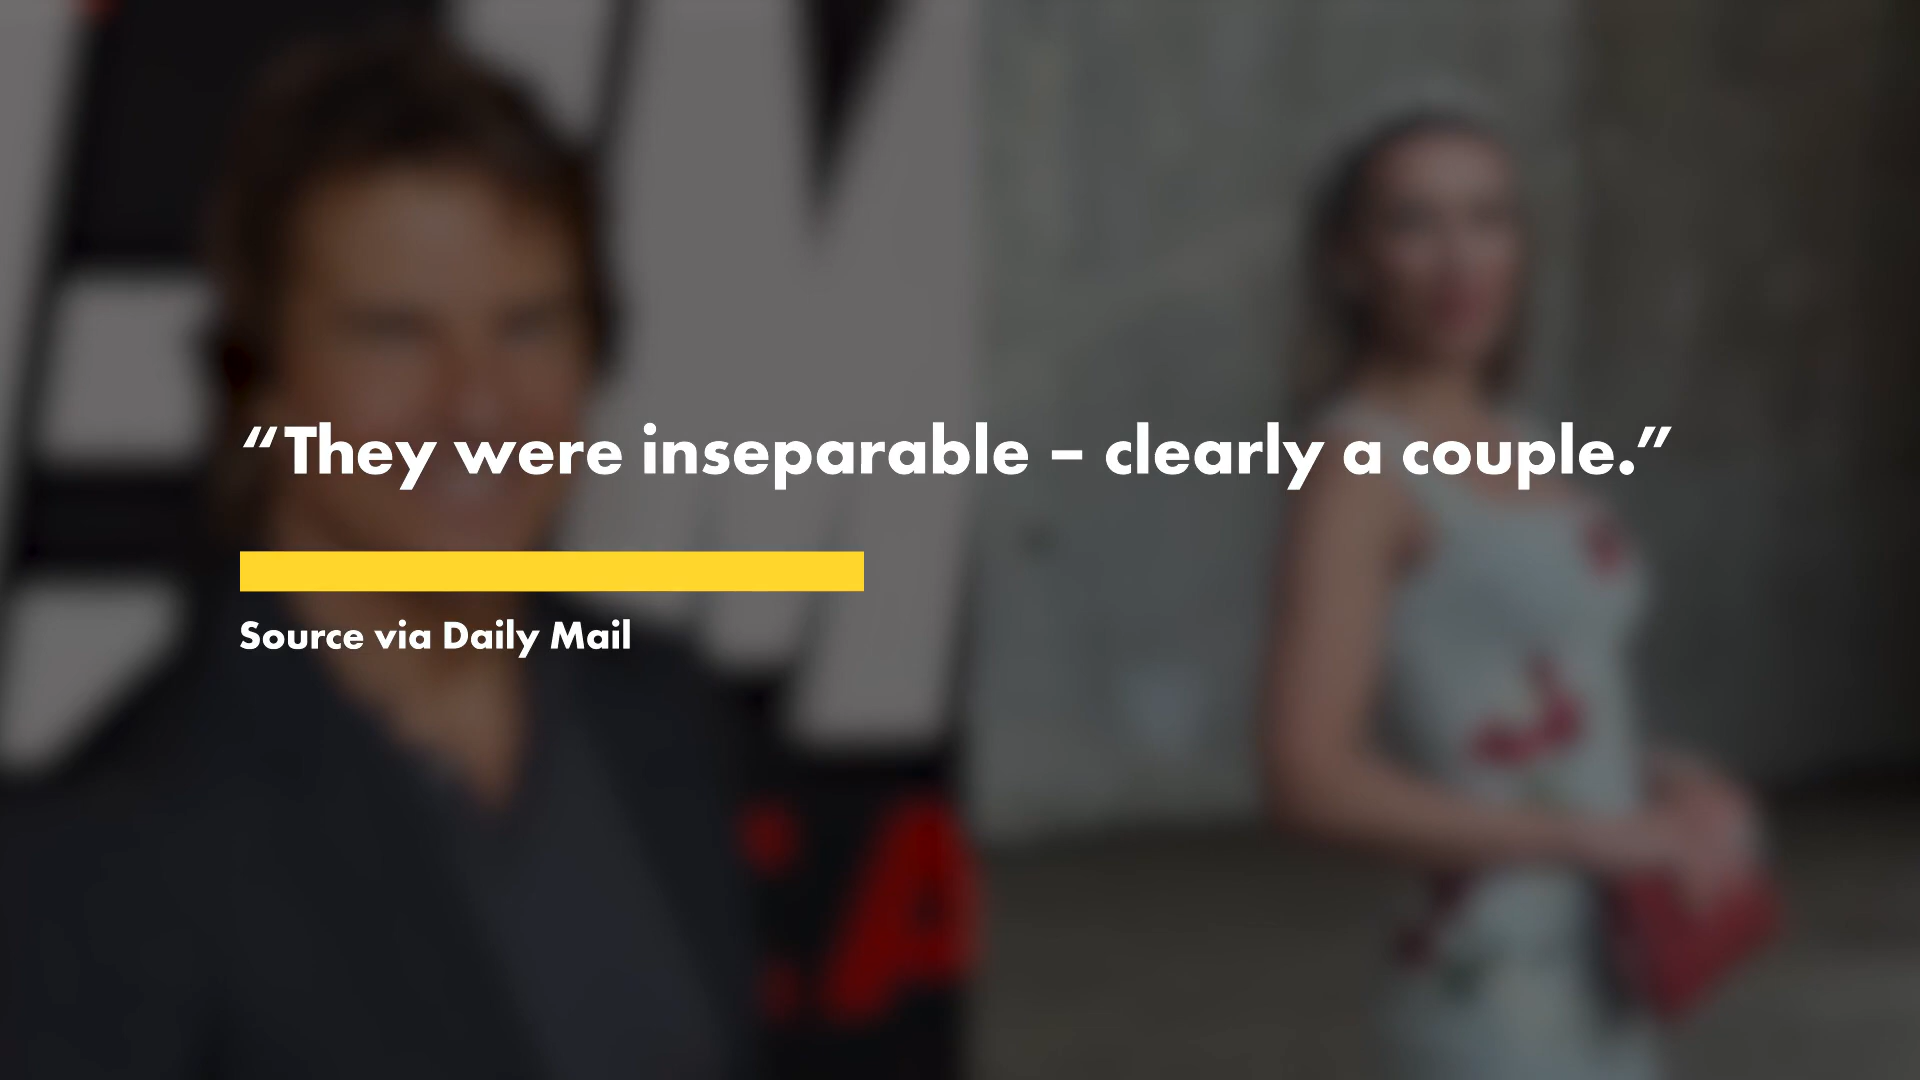 “They were inseparable – clearly a couple.”
Source via Daily Mail